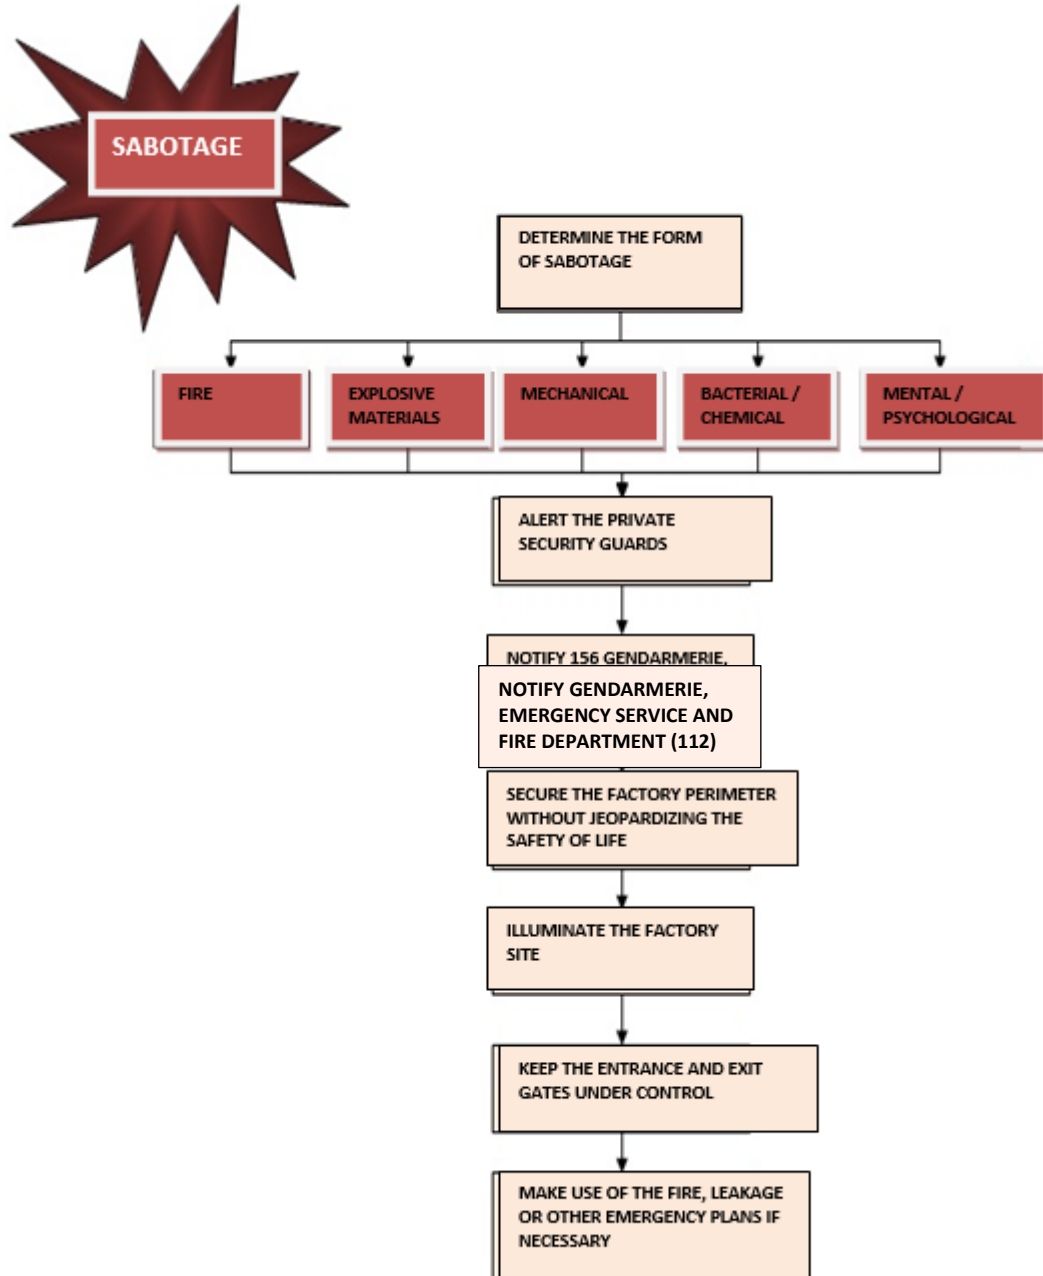 SABOTAGE
DETERMINE THE FORM
OF SABOTAGE
FIRE
EXPLOSIVE
MATERIALS
MECHANICAL
BACTERIAL /
CHEMICAL
MENTAL /
PSYCHOLOGICAL
ALERT THE PRIVATE
SECURITY GUARDS
NOTIFY 156 GENDARMERIE,
NOTIFY GENDARMERIE,
EMERGENCY SERVICE AND
FIRE DEPARTMENT (112)
SECURE THE FACTORY PERIMETER
WITHOUT JEOPARDIZING THE
SAFETY OF LIFE
ILLUMINATE THE FACTORY
SITE
KEEP THE ENTRANCE AND EXIT
GATES UNDER CONTROL
MAKE USE OF THE FIRE, LEAKAGE
OR OTHER EMERGENCY PLANS IF
NECESSARY